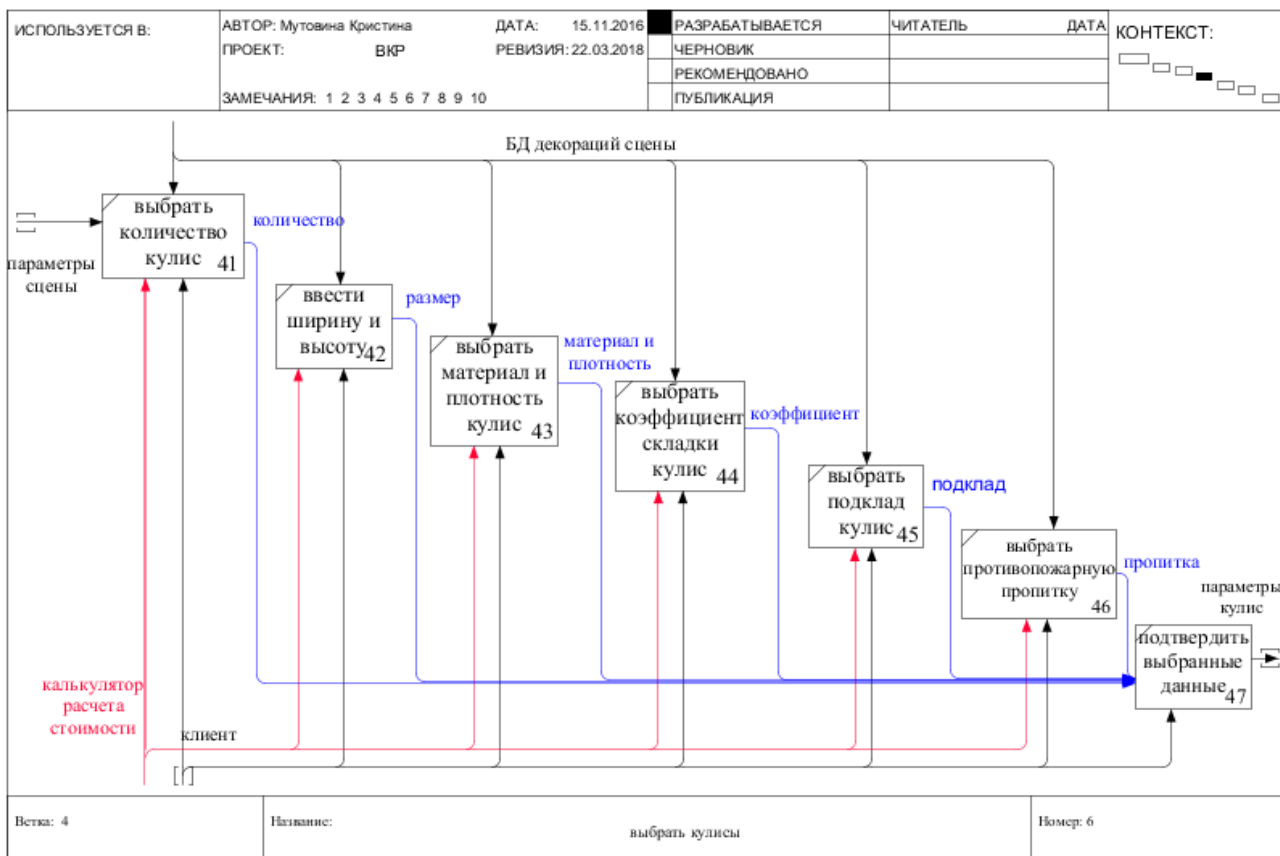 ИСПОЛЬЗУЕТСЯ В:
АВТОР: Мутовина Кристина
ДАТА: 15.11.2016
ПРОЕКТ: ВКР
РЕВИЗИЯ: 22.03.2018
ЗАМЕЧАНИЯ: 1 2 3 4 5 6 7 8 9 10
РАЗРАБАТЫВАЕТСЯ
ЧЕРНОВИК
РЕКОМЕНДОВАНО
ПУБЛИКАЦИЯ
ЧИТАТЕЛЬ
ДАТА
КОНТЕКСТ:
БД декораций сцены
выбрать
количество
кулис 41
количество
параметры
сцены
ввести
ширину и
высоту 42
размер
выбрать
материал и
плотность
кулис 43
материал и
плотность
выбрать
коэффициент
складки
кулис 44
коэффициент
выбрать
подклад
кулис 45
подклад
выбрать
противопожарную
пропитку
46
пропитка
параметры
кулис
подтвердить
выбранные
данные 47
калькулятор
расчета
стоимости
клиент
Ветка: 4
Название:
выбрать кулисы
Номер: 6